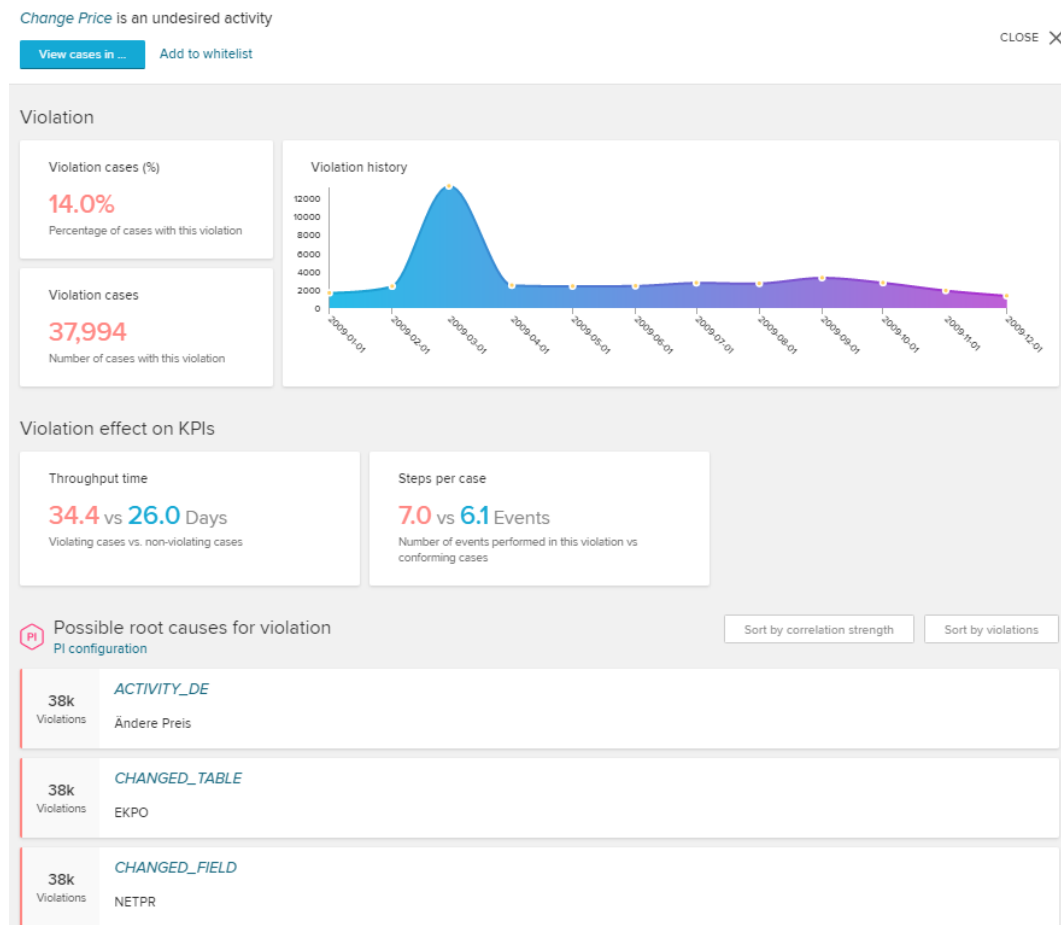 Change Price is an undesired activity
CLOSE
View cases in ...
Add to whitelist
Violation
Violation cases (%)
14.0%
Percentage of cases with this violation
Violation cases
37,994
Number of cases with this violation
Violation history
12000
10000
8000
6000
4000
2000
0
2009-01-01
2009-02-01
2009-03-01
2009-04-01
2009-05-01
2009-06-01
2009-07-01
2009-08-01
2009-09-01
2009-10-01
2009-11-01
2009-12-01
Violation effect on KPIs
Throughput time
34.4 vs 26.0 Days
Violating cases vs. non-violating cases
Steps per case
7.0 vs 6.1 Events
Number of events performed in this violation vs
conforming cases
PI
Possible root causes for violation
PI configuration
Sort by correlation strength
Sort by violations
38k
Violations
ACTIVITY_DE
Ändere Preis
38k
Violations
CHANGED_TABLE
EKPO
38k
Violations
CHANGED_FIELD
NETPR